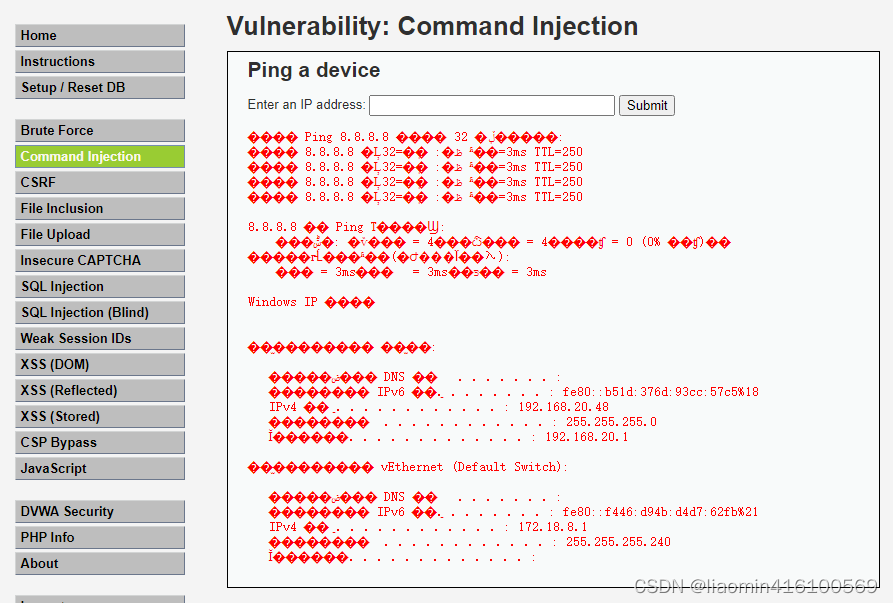 Home
Instructions
Setup / Reset DB
Brute Force
Command Injection
CSRF
File Inclusion
File Upload
Insecure CAPTCHA
SQL Injection
SQL Injection (Blind)
Weak Session IDs
XSS (DOM)
XSS (Reflected)
XSS (Stored)
CSP Bypass
JavaScript
DVWA Security
PHP Info
About
Vulnerability: Command Injection
Ping a device
Enter an IP address:
Submit
���� Ping 8.8.8.8 ���� 32 �����:
���� 8.8.8.8 32=�� : =3ms TTL=250
���� 8.8.8.8 32=�� : =3ms TTL=250
���� 8.8.8.8 32=�� : =3ms TTL=250
���� 8.8.8.8 32=�� : =3ms TTL=250
8.8.8.8 �� Ping
= 4 = 4 = 0 (0%
= 3ms = 3ms = 3ms
Windows IP ����
DNS �� . . . . . . . :
IPv6 . . . . . . . . : fe80::b51d:376d:93cc:57c5%18
IPv4 . . . . . . . . . . . . : 192.168.20.48
�������� . . . . . . . . . . . . : 255.255.255.0
. . . . . . . . . . . . . : 192.168.20.1
vEthernet (Default Switch):
DNS �� . . . . . . . :
IPv6 . . . . . . . . : fe80::f446:d94b:d4d7:62fb%21
IPv4 . . . . . . . . . . . . : 172.18.8.1
�������� . . . . . . . . . . . . : 255.255.255.240
. . . . . . . . . . . . . :
CSDN @liaomin416100569